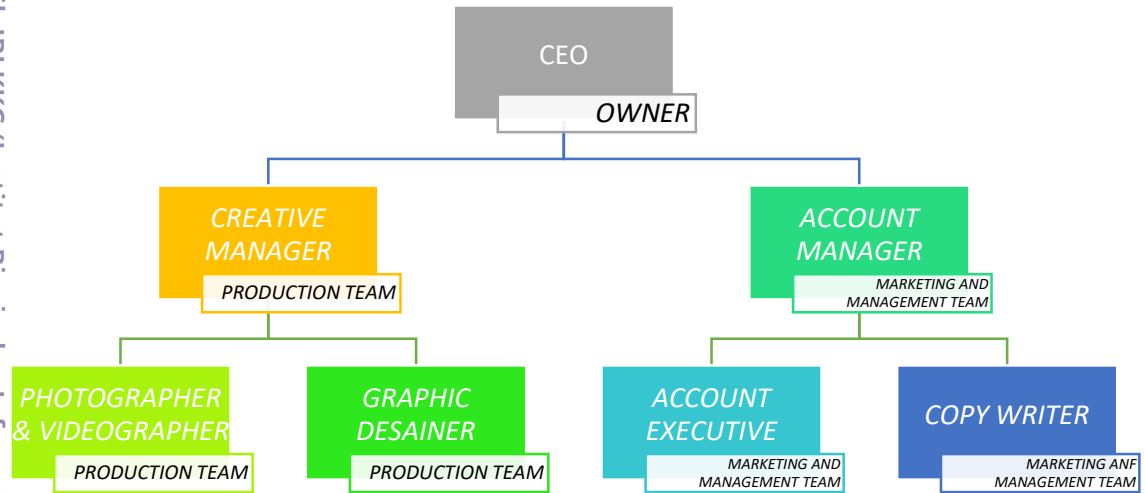 CEO
OWNER
CREATIVE
MANAGER
PRODUCTION TEAM
ACCOUNT
MANAGER
MARKETING AND
MANAGEMENT TEAM
PHOTOGRAPHER
& VIDEOGRAPHER
PRODUCTION TEAM
GRAPHIC
DESAINER
PRODUCTION TEAM
ACCOUNT
EXECUTIVE
MARKETING AND
MANAGEMENT TEAM
COPY WRITER
MARKETING ANF
MANAGEMENT TEAM